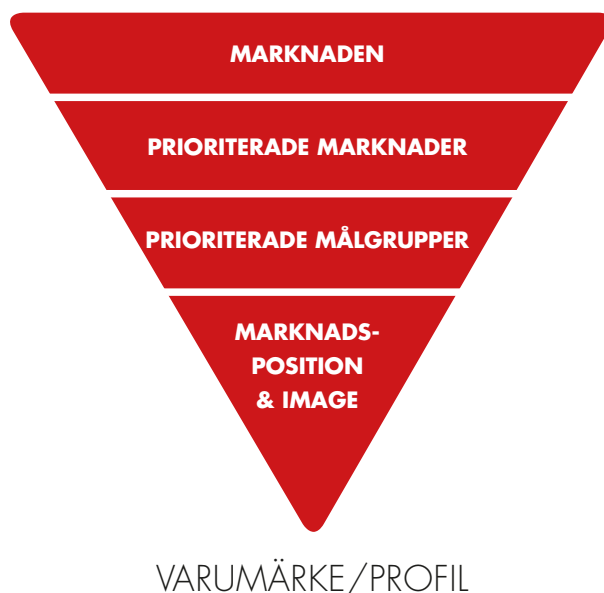 MARKNADEN
PRIORITERADE MARKNADER
PRIORITERADE MÅLGRUPPER
MARKNADS-
POSITION
& IMAGE
VARUMÄRKE/PROFIL